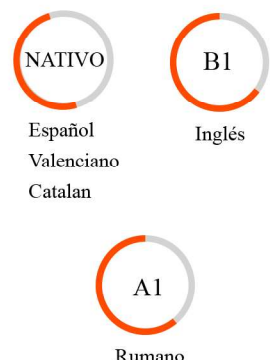 NATIVO
Español
Valenciano
Catalan
B1
Inglés
A1
Rumano